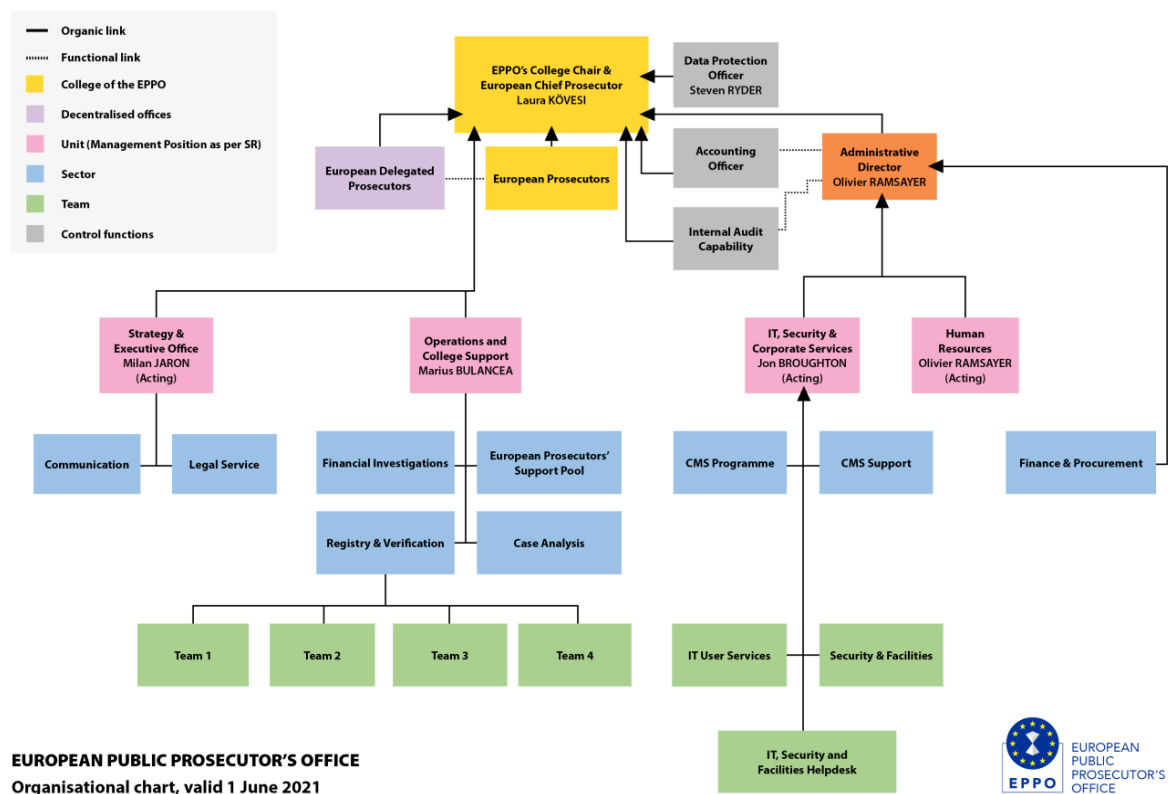 Organic link
Functional link
College of the EPPO
Decentralised offices
Unit (Management Position as per SR)
Sector
Team
Control functions
EPPO's College Chair &
European Chief Prosecutor
Laura KÖVESI
Data Protection
Officer
Steven RYDER
European Delegated
Prosecutors
European Prosecutors
Accounting
Officer
Administrative
Director
Olivier RAMSAYER
Internal Audit
Capability
Strategy &
Executive Office
Milan JARON
(Acting)
Operations and
College Support
Marius BULANCEA
IT, Security &
Corporate Services
Jon BROUGHTON
(Acting)
Human
Resources
Olivier RAMSAYER
(Acting)
Communication
Legal Service
Financial Investigations
European Prosecutors'
Support Pool
CMS Programme
CMS Support
Finance & Procurement
Registry & Verification
Case Analysis
Team 1
Team 2
Team 3
Team 4
IT User Services
Security & Facilities
IT, Security and
Facilities Helpdesk
EUROPEAN PUBLIC PROSECUTOR'S OFFICE
Organisational chart, valid 1 June 2021
EPPO
EUROPEAN
PUBLIC
PROSECUTOR'S
OFFICE